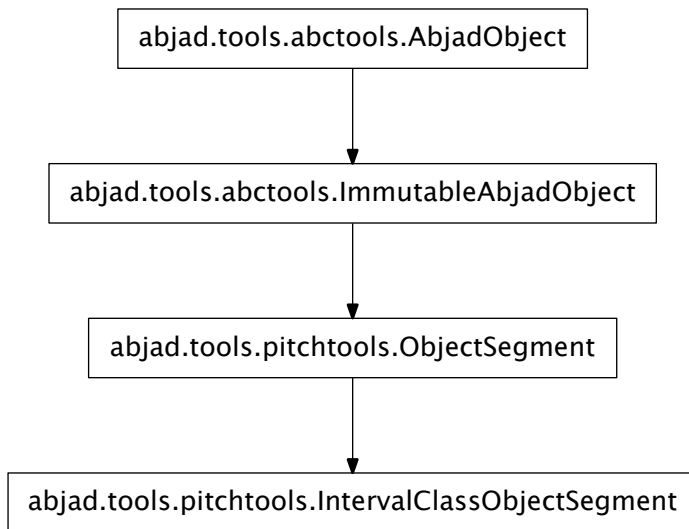 abjad.tools.abctools.AbjadObject
abjad.tools.abctools.ImmutableAbjadObject
abjad.tools.pitchtools.ObjectSegment
abjad.tools.pitchtools.IntervalClassObjectSegment